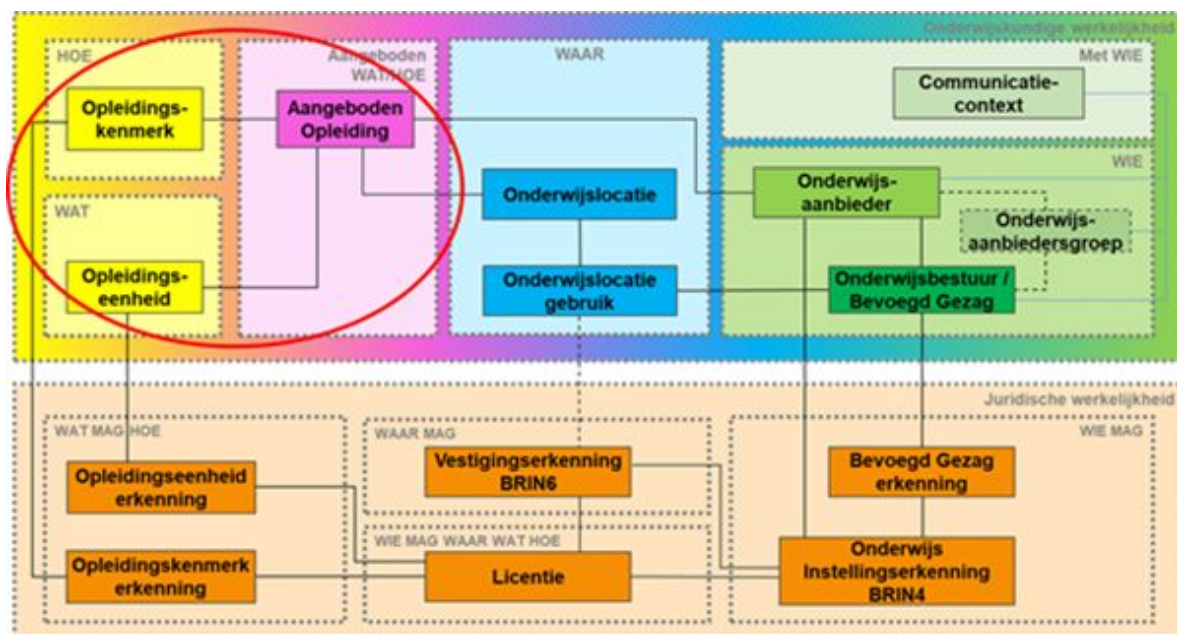 Onderwijskundige werkelijkheid
HOE
Opleidings-
kenmerk
Aangeboden
WAT/HOE
Aangeboden
Opleiding
WAT
Opleidings-
eenheid
WAAR
Onderwijslocatie
Onderwijslocatie
gebruik
Met WIE
Communicatie-
context
WIE
Onderwijs-
aanbieder
Onderwijs-
aanbiedersgroep
Onderwijsbestuur /
Bevoegd Gezag
Juridische werkelijkheid
WAT MAG HOE
Opleidingseenheid
erkenning
Opleidingskenmerk
erkenning
WAAR MAG
Vestigingserkenning
BRIN6
WIE MAG WAAR WAT HOE
Licentie
WIE MAG
Bevoegd Gezag
erkenning
Onderwijs
Instellingserkenning
BRIN4